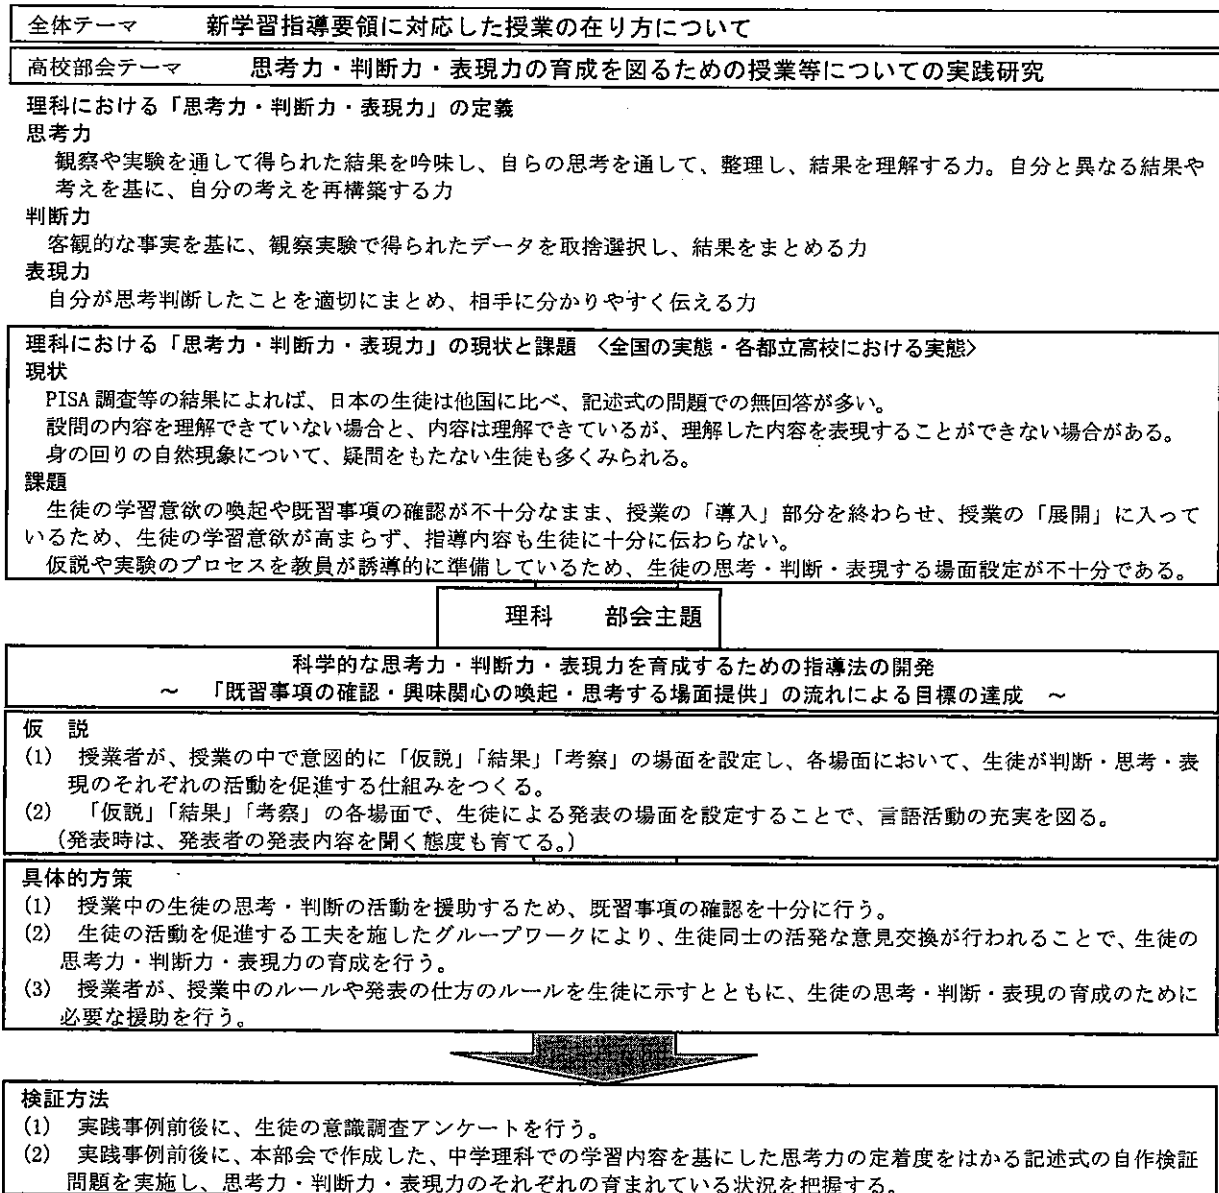 全体テーマ　　新学習指導要領に対応した授業の在り方について
高校部会テーマ　　思考力・判断力・表現力の育成を図るための授業等についての実践研究
理科における「思考力・判断力・表現力」の定義
思考力
観察や実験を通して得られた結果を吟味し、自らの思考を通して、整理し、結果を理解する力。自分と異なる結果や
考えを基に、自分の考えを再構築する力
判断力
客観的な事実を基に、観察実験で得られたデータを取捨選択し、結果をまとめる力
表現力
自分が思考判断したことを適切にまとめ、相手に分かりやすく伝える力
理科における「思考力・判断力・表現力」の現状と課題　〈全国の実態・各都立高校における実態〉
現状
PISA 調査等の結果によれば、日本の生徒は他国に比べ、記述式の問題での無回答が多い。
設問の内容を理解できていない場合と、内容は理解できているが、理解した内容を表現することができない場合がある。
身の回りの自然現象について、疑問をもたない生徒も多くみられる。
課題
生徒の学習意欲の喚起や既習事項の確認が不十分なまま、授業の「導入」部分を終わらせ、授業の「展開」に入って
いるため、生徒の学習意欲が高まらず、指導内容も生徒に十分に伝わらない。
仮説や実験のプロセスを教員が誘導的に準備しているため、生徒の思考・判断・表現する場面設定が不十分である。
理科　　部会主題
科学的な思考力・判断力・表現力を育成するための指導法の開発
～　「既習事項の確認・興味関心の喚起・思考する場面提供」の流れによる目標の達成　～
仮　説
(1)　授業者が、授業の中で意図的に「仮説」「結果」「考察」の場面を設定し、各場面において、生徒が判断・思考・表
現のそれぞれの活動を促進する仕組みをつくる。
(2)　「仮説」「結果」「考察」の各場面で、生徒による発表の場面を設定することで、言語活動の充実を図る。
（発表時は、発表者の発表内容を聞く態度も育てる。）
具体的方策
(1)　授業中の生徒の思考・判断の活動を援助するため、既習事項の確認を十分に行う。
(2)　生徒の活動を促進する工夫を施したグループワークにより、生徒同士の活発な意見交換が行われることで、生徒の
思考力・判断力・表現力の育成を行う。
(3)　授業者が、授業中のルールや発表の仕方のルールを生徒に示すとともに、生徒の思考・判断・表現の育成のために
必要な援助を行う。
検証方法
(1)　実践事例前後に、生徒の意識調査アンケートを行う。
(2)　実践事例前後に、本部会で作成した、中学理科での学習内容を基にした思考力の定着度をはかる記述式の自作検証
問題を実施し、思考力・判断力・表現力のそれぞれの育まれている状況を把握する。